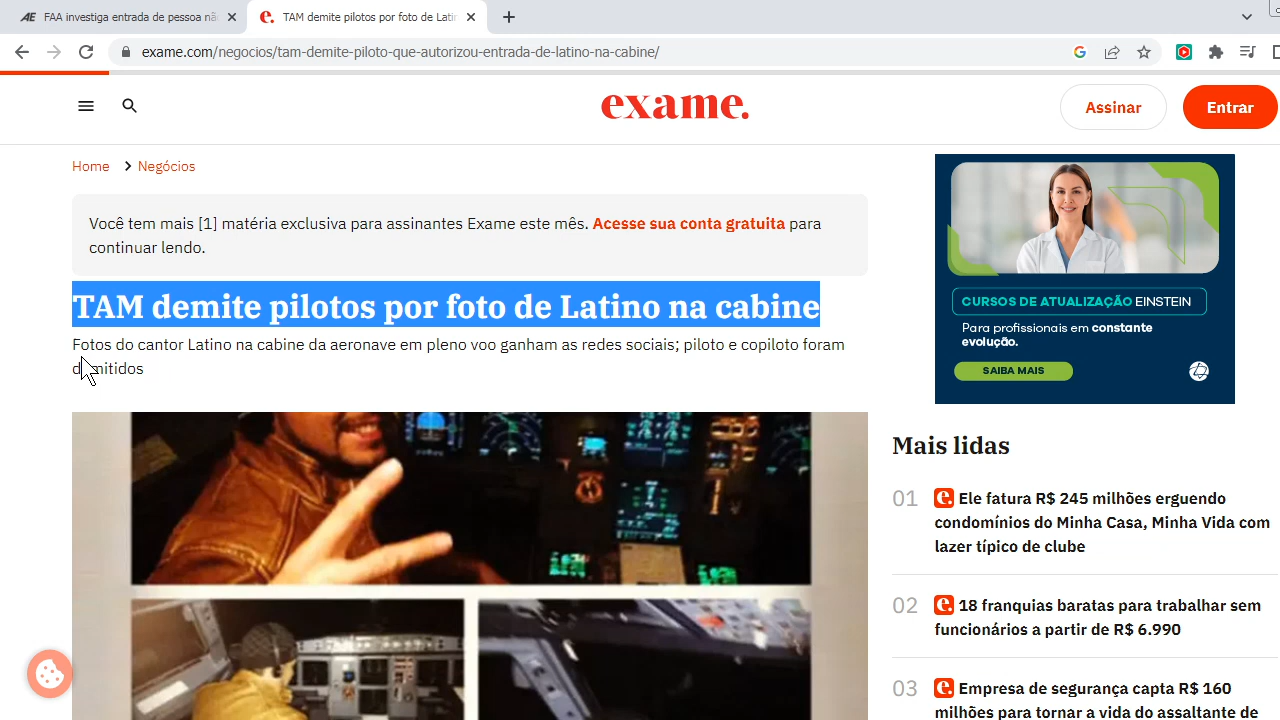 FAA investiga entrada de pessoa nã
TAM demite pilotos por foto de Latin
exame.com/negocios/tam-demite-piloto-que-autorizou-entrada-de-latino-na-cabine/
exame.
Assinar
Entrar
Home
Negócios
Você tem mais [1] matéria exclusiva para assinantes Exame este mês. Acesse sua conta gratuita para
continuar lendo.
TAM demite pilotos por foto de Latino na cabine
Fotos do cantor Latino na cabine da aeronave em pleno voo ganham as redes sociais; piloto e copiloto foram
demitidos
CURSOS DE ATUALIZAÇÃO EINSTEIN
Para profissionais em constante
evolução.
SAIBA MAIS
Mais lidas
01
Ele fatura R$ 245 milhões erguendo
condomínios do Minha Casa, Minha Vida com
lazer típico de clube
02
18 franquias baratas para trabalhar sem
funcionários a partir de R$ 6.990
03
Empresa de segurança capta R$ 160
milhões para tornar a vida do assaltante de